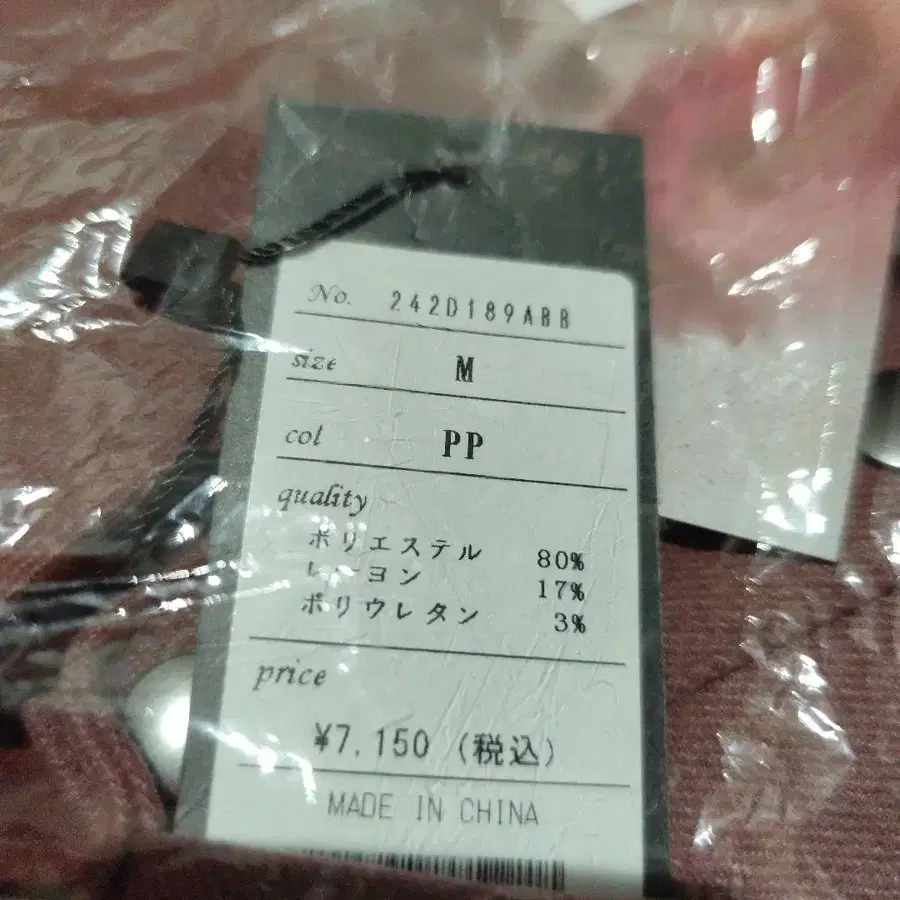 No. 242D189ABB
size M
col PP
quality
ポリエステル 80%
レーヨン 17%
ポリウレタン 3%
price
¥7,150 (税込)
MADE IN CHINA